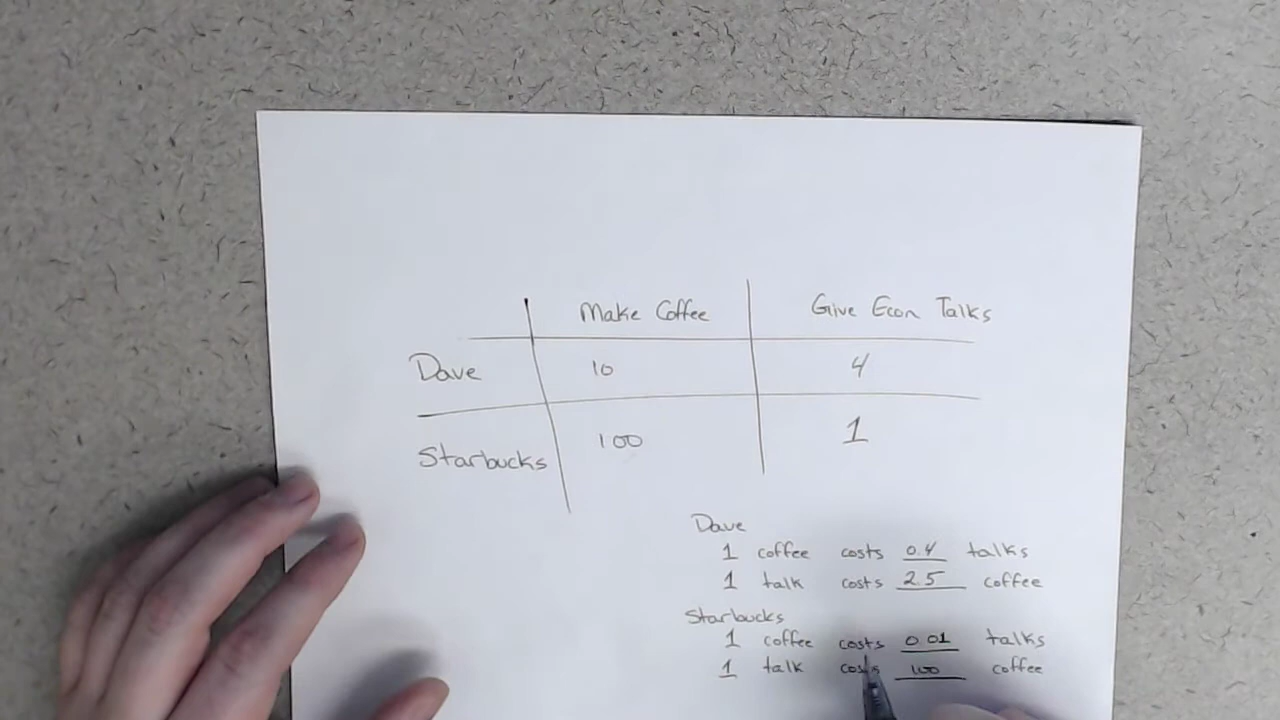 Make Coffee Give Econ Talks
Dave 10 4
Starbucks 100 1
Dave
1 coffee costs 0.4 talks
1 talk costs 2.5 coffee
Starbucks
1 coffee costs 0.01 talks
1 talk costs 100 coffee